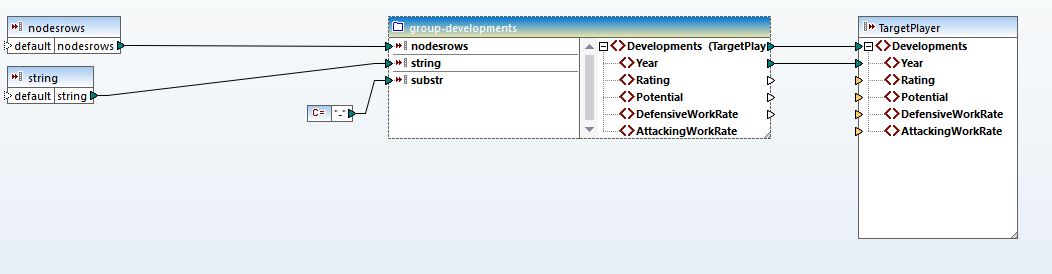 nodesrows
default nodesrows
string
default string
C= "-"
group-developments
nodesrows
string
substr
Developments (TargetPlay
Year
Rating
Potential
DefensiveWorkRate
AttackingWorkRate
TargetPlayer
Developments
Year
Rating
Potential
DefensiveWorkRate
AttackingWorkRate